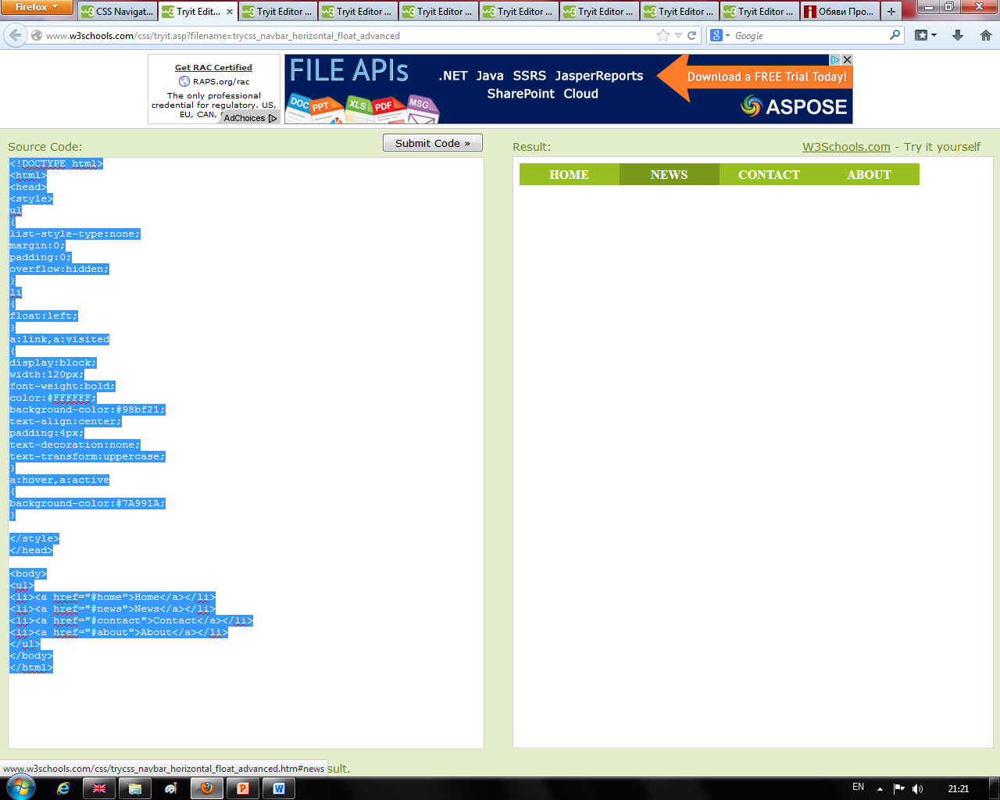 Firefox
CSS Navigat...
Tryit Edit...
Tryit Editor ...
Tryit Editor ...
Tryit Editor ...
Tryit Editor ...
Tryit Editor ...
Tryit Editor ...
Tryit Editor ...
Обяви Про...
www.w3schools.com/css/tryit.asp?filename=trycss_navbar_horizontal_float_advanced
Google
Get RAC Certified
RAPS.org/rac
The only professional
credential for regulatory. US,
EU, CAN,
AdChoices
FILE APIs
.NET Java SSRS JasperReports
SharePoint Cloud
DOC PPT XLS PDF MSG
Download a FREE Trial Today!
ASPOSE
Source Code:
Submit Code »
Result:
W3Schools.com - Try it yourself
<!DOCTYPE html>
<html>
<head>
<style>
ul
{
list-style-type:none;
margin:0;
padding:0;
overflow:hidden;
}
li
{
float:left;
}
a:link,a:visited
{
display:block;
width:120px;
font-weight:bold;
color:#FFFFFF;
background-color:#98bf21;
text-align:center;
padding:4px;
text-decoration:none;
text-transform:uppercase;
}
a:hover,a:active
{
background-color:#7A991A;
}
</style>
</head>
<body>
<ul>
<li><a href="#home">Home</a></li>
<li><a href="#news">News</a></li>
<li><a href="#contact">Contact</a></li>
<li><a href="#about">About</a></li>
</ul>
</body>
</html>
HOME NEWS CONTACT ABOUT
www.w3schools.com/css/trycss_navbar_horizontal_float_advanced.htm#news
sult.
EN
21:21